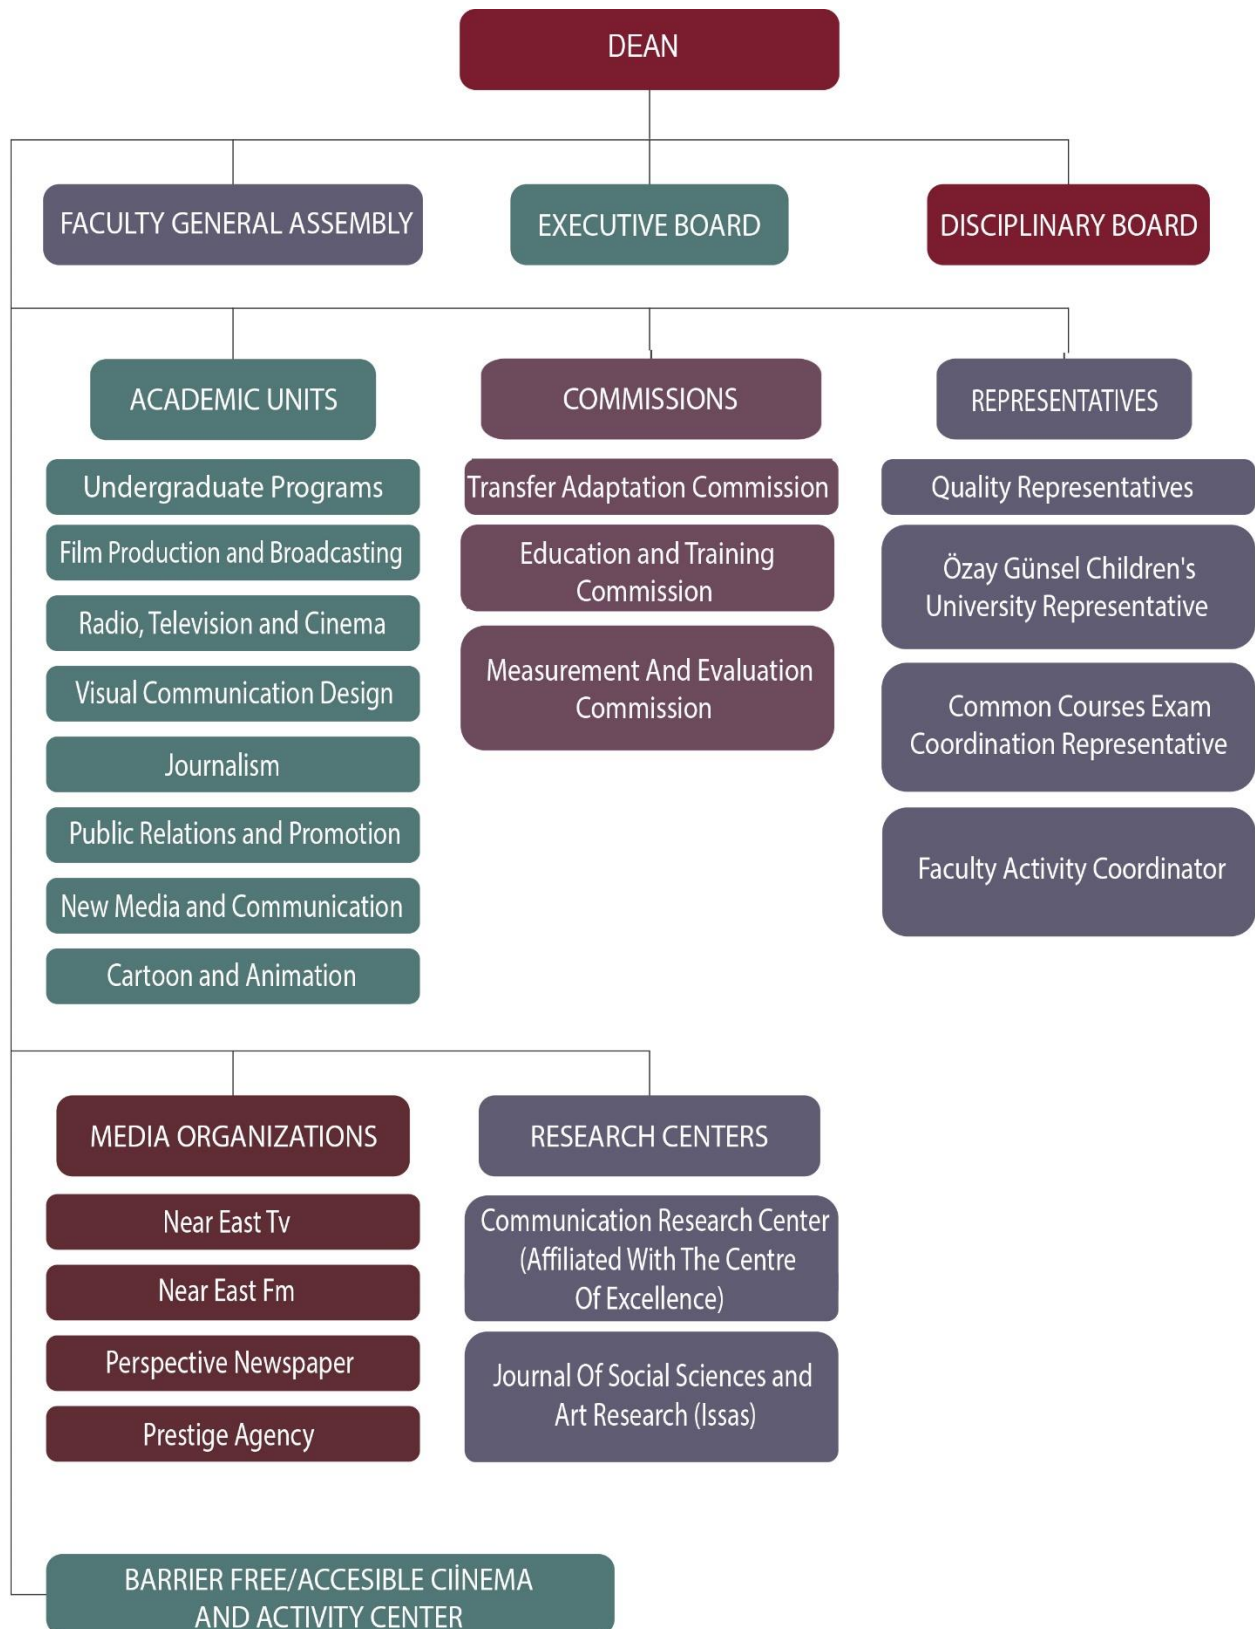 DEAN
FACULTY GENERAL ASSEMBLY
EXECUTIVE BOARD
DISCIPLINARY BOARD
ACADEMIC UNITS
Undergraduate Programs
Film Production and Broadcasting
Radio, Television and Cinema
Visual Communication Design
Journalism
Public Relations and Promotion
New Media and Communication
Cartoon and Animation
COMMISSIONS
Transfer Adaptation Commission
Education and Training
Commission
Measurement And Evaluation
Commission
REPRESENTATIVES
Quality Representatives
Özay Günsel Children's
University Representative
Common Courses Exam
Coordination Representative
Faculty Activity Coordinator
MEDIA ORGANIZATIONS
Near East Tv
Near East Fm
Perspective Newspaper
Prestige Agency
RESEARCH CENTERS
Communication Research Center
(Affiliated With The Centre
Of Excellence)
Journal Of Social Sciences and
Art Research (Issas)
BARRIER FREE/ACCESIBLE CIİNEMA
AND ACTIVITY CENTER